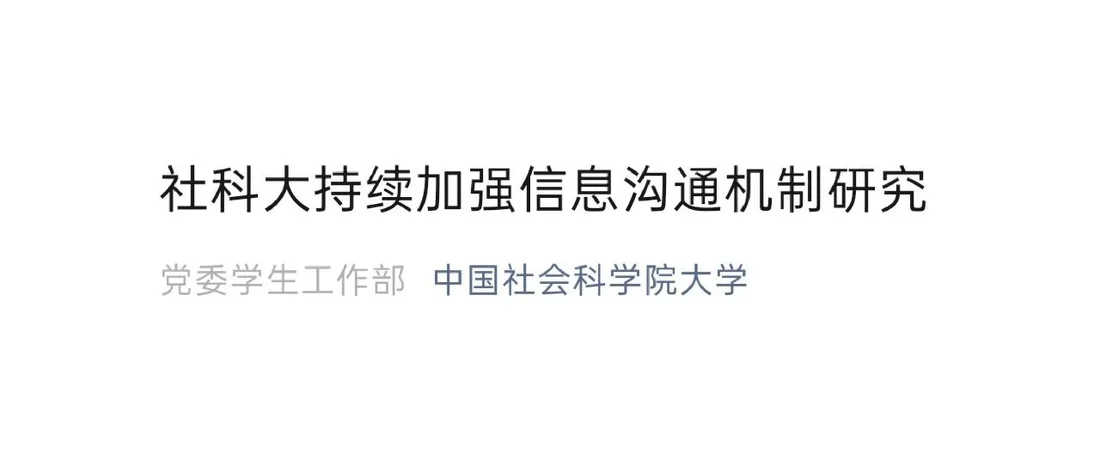 社科大持续加强信息沟通机制研究
党委学生工作部 中国社会科学院大学